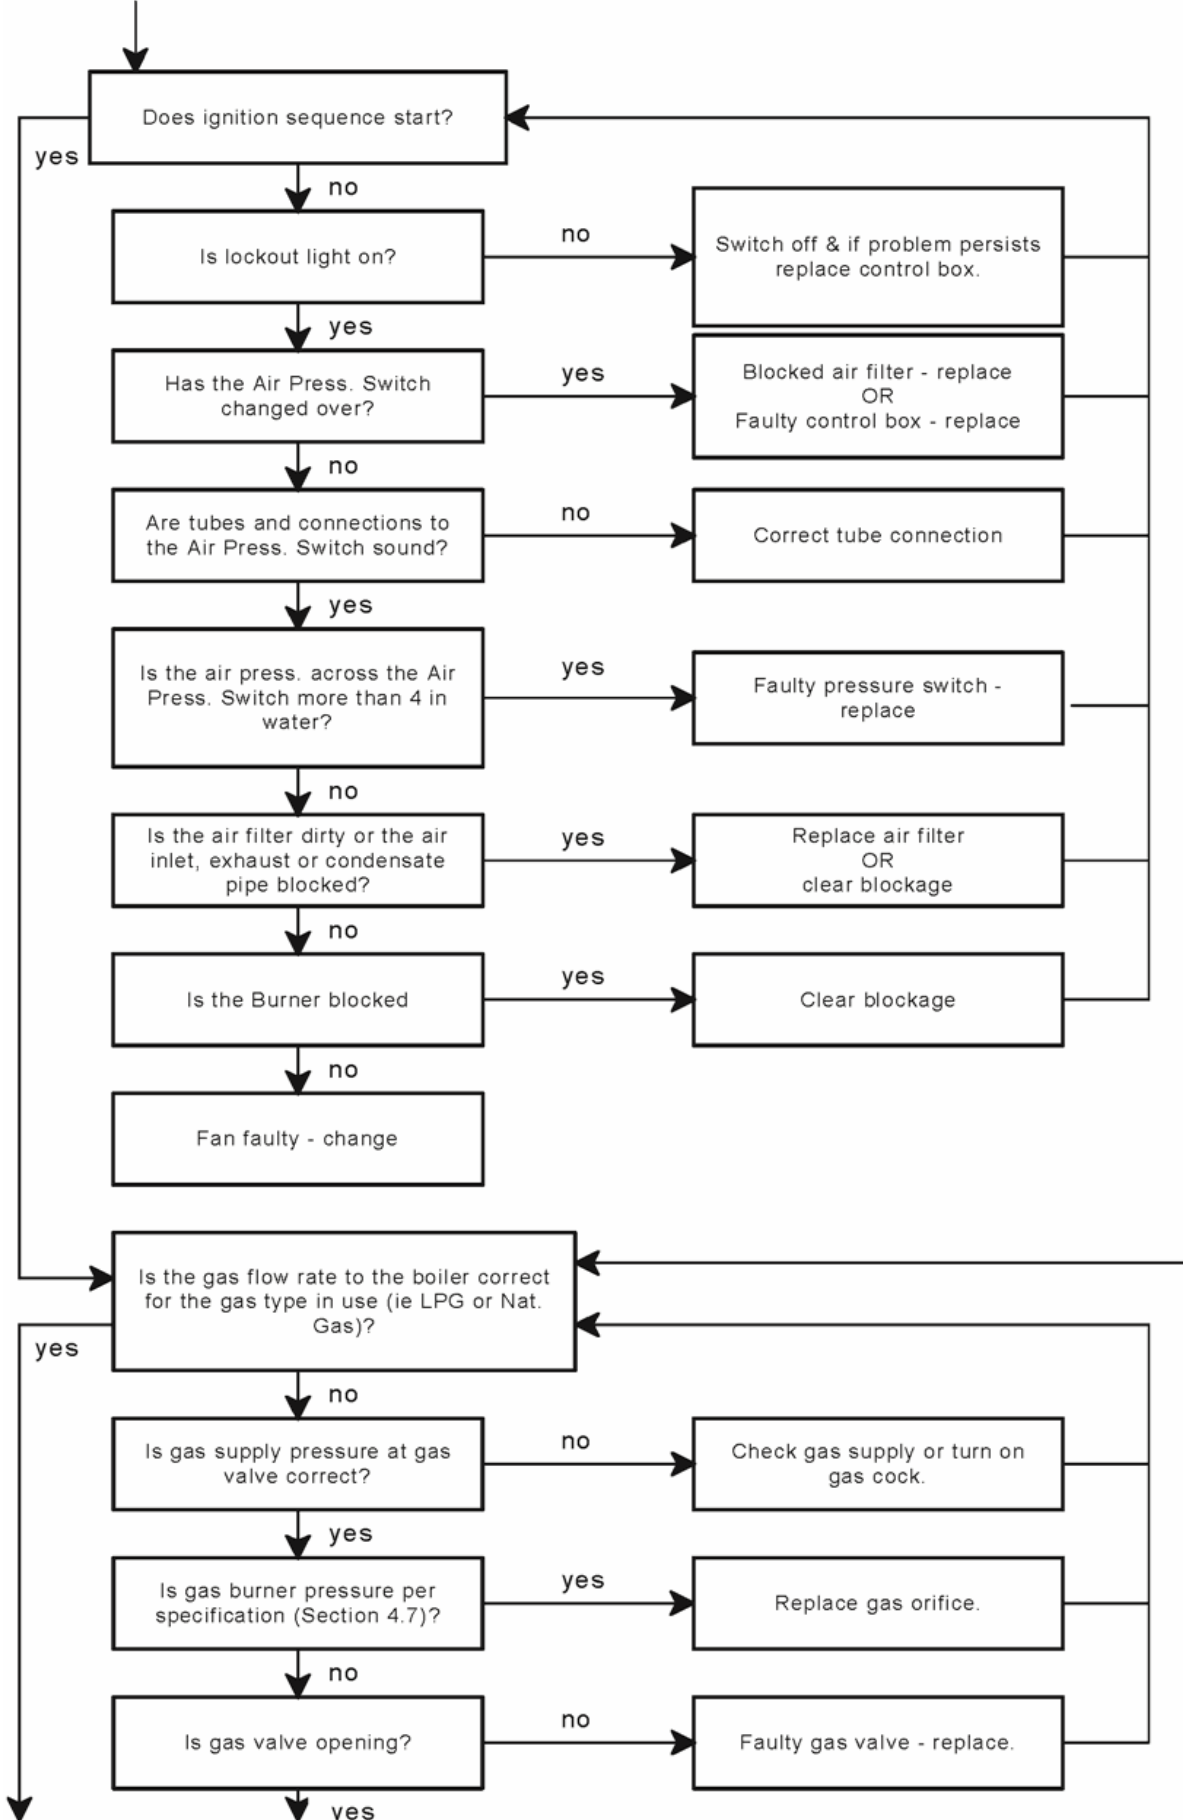 Does ignition sequence start?
yes
no
Is lockout light on?
no
Switch off & if problem persists
replace control box.
yes
Has the Air Press. Switch
changed over?
yes
Blocked air filter - replace
OR
Faulty control box - replace
no
Are tubes and connections to
the Air Press. Switch sound?
no
Correct tube connection
yes
Is the air press. across the Air
Press. Switch more than 4 in
water?
yes
Faulty pressure switch -
replace
no
Is the air filter dirty or the air
inlet, exhaust or condensate
pipe blocked?
yes
Replace air filter
OR
clear blockage
no
Is the Burner blocked
yes
Clear blockage
no
Fan faulty - change
Is the gas flow rate to the boiler correct
for the gas type in use (ie LPG or Nat.
Gas)?
yes
no
Is gas supply pressure at gas
valve correct?
no
Check gas supply or turn on
gas cock.
yes
Is gas burner pressure per
specification (Section 4.7)?
yes
Replace gas orifice.
no
Is gas valve opening?
no
Faulty gas valve - replace.
yes